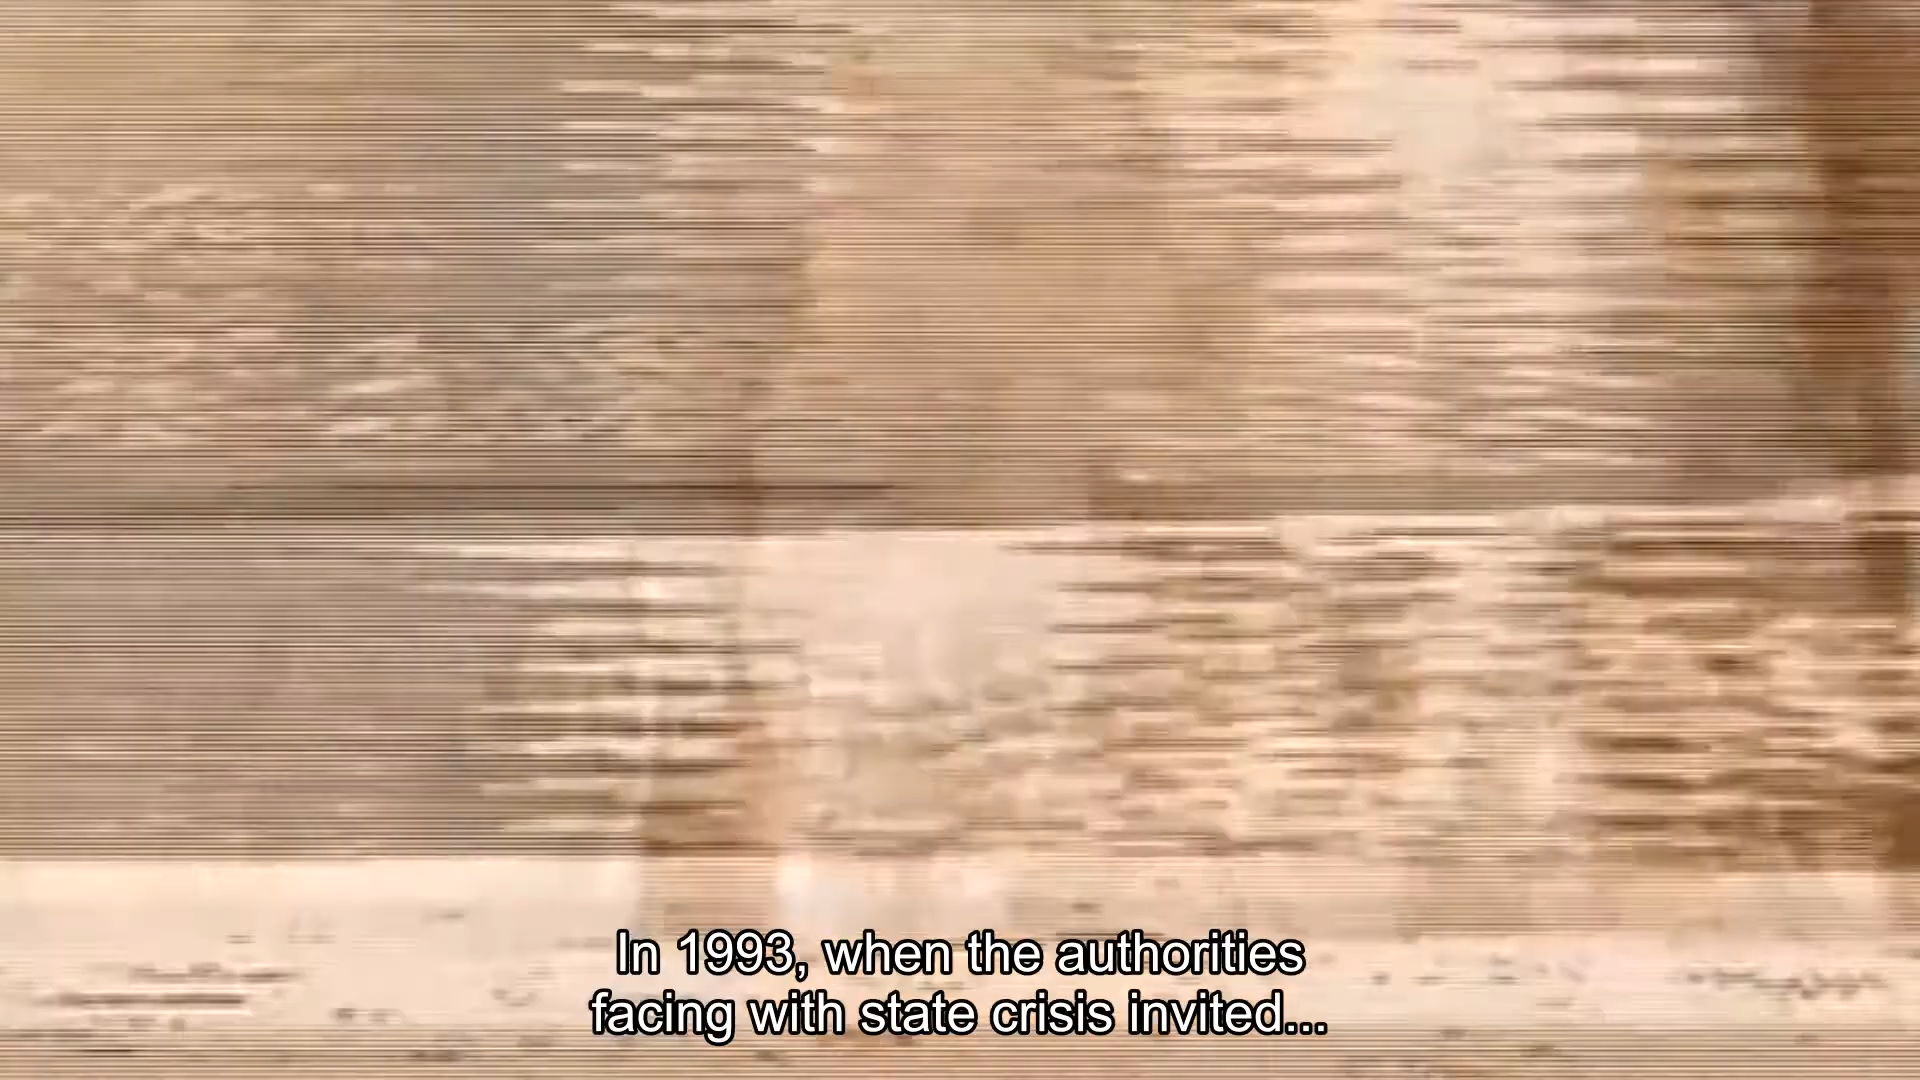 In 1993, when the authorities
facing with state crisis invited...